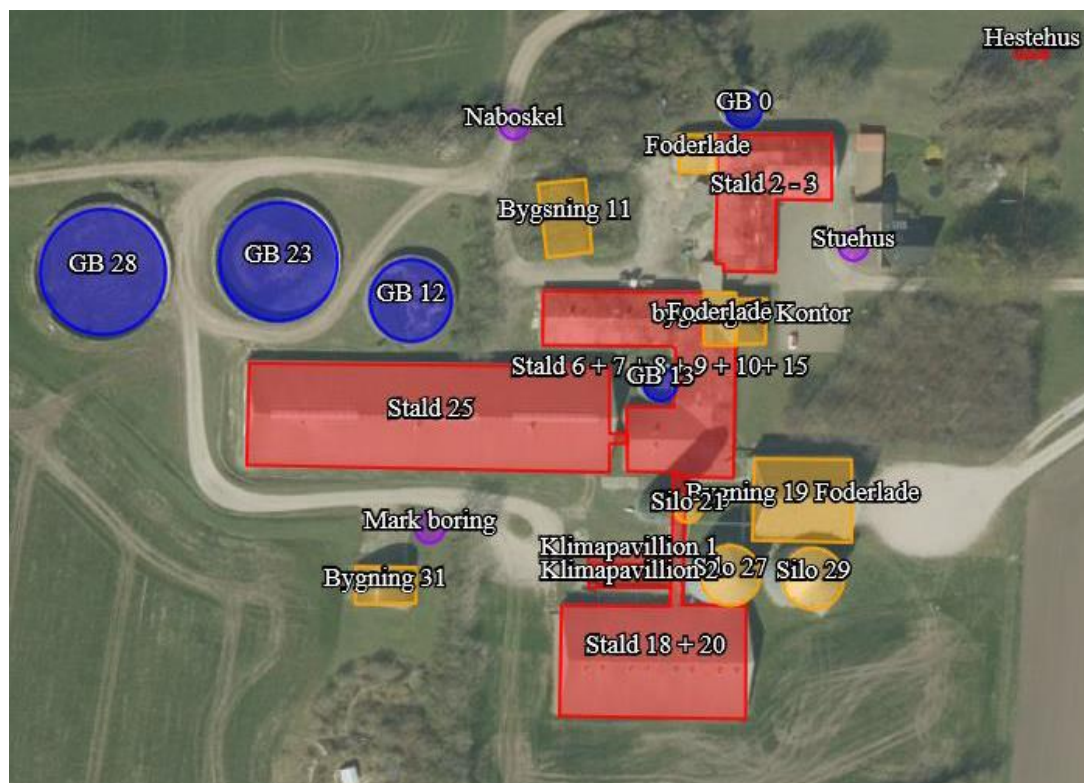 Hestehus
GB 0
Naboskel
Foderlade
Stald 2 - 3
Bygsning 11
Stuehus
GB 28
GB 23
GB 12
Foderlade
Kontor
Stald 6 + 7 + 8 + 9 + 10+ 15
GB 13
Stald 25
Silo 21
Bygning 19 Foderlade
Mark boring
Klimapavillion 1
Klimapavillion 2
Silo 27
Silo 29
Bygning 31
Stald 18 + 20